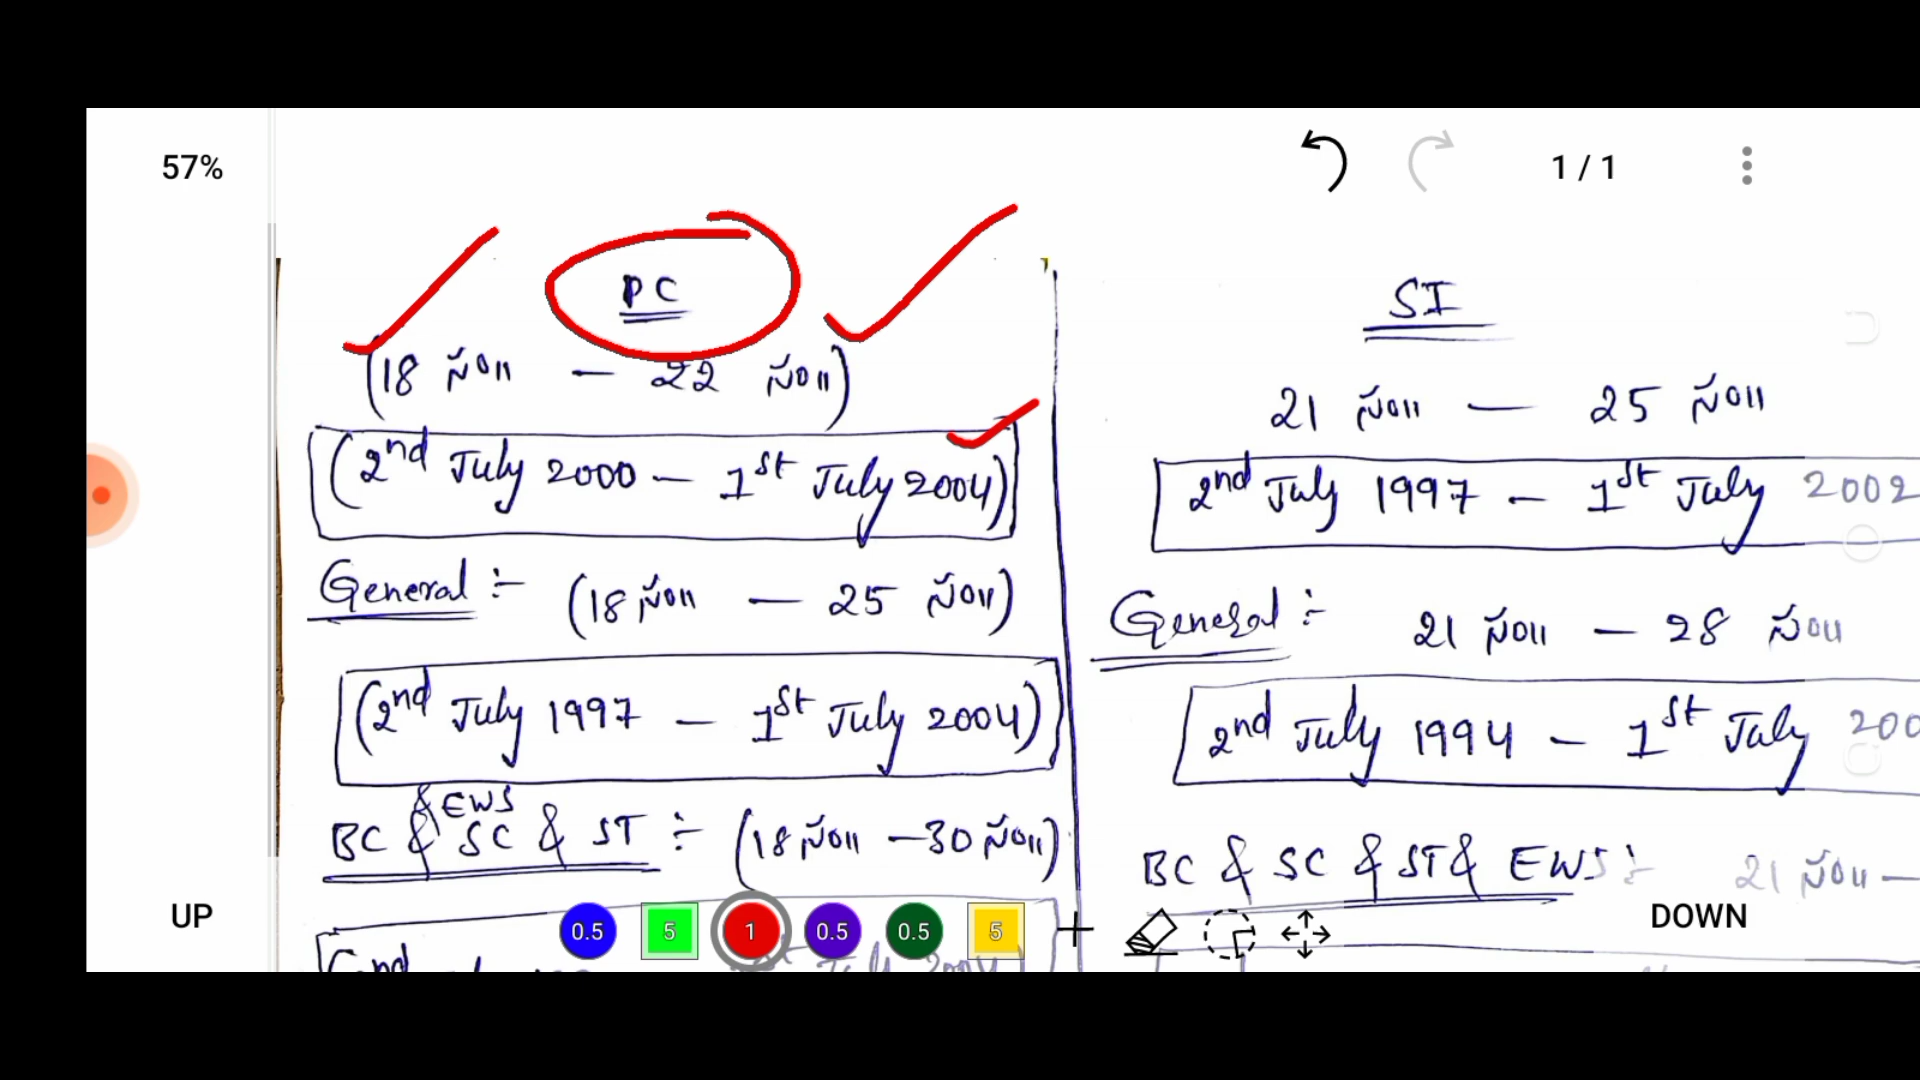 57%
1 / 1
PC
(18 సం॥ — 22 సం॥)
(2nd July 2000 — 1st July 2004)
General :- (18 సం॥ — 25 సం॥)
(2nd July 1997 — 1st July 2004)
& EWS
BC & SC & ST :- (18 సం॥ — 30 సం॥)
SI
21 సం॥ — 25 సం॥
2nd July 1997 — 1st July 2002
General :- 21 సం॥ — 28 సం॥
2nd July 1994 — 1st July 200
BC & SC & ST & EWS :- 21 సం॥ —
UP
0.5 5 1 0.5 0.5 5
DOWN